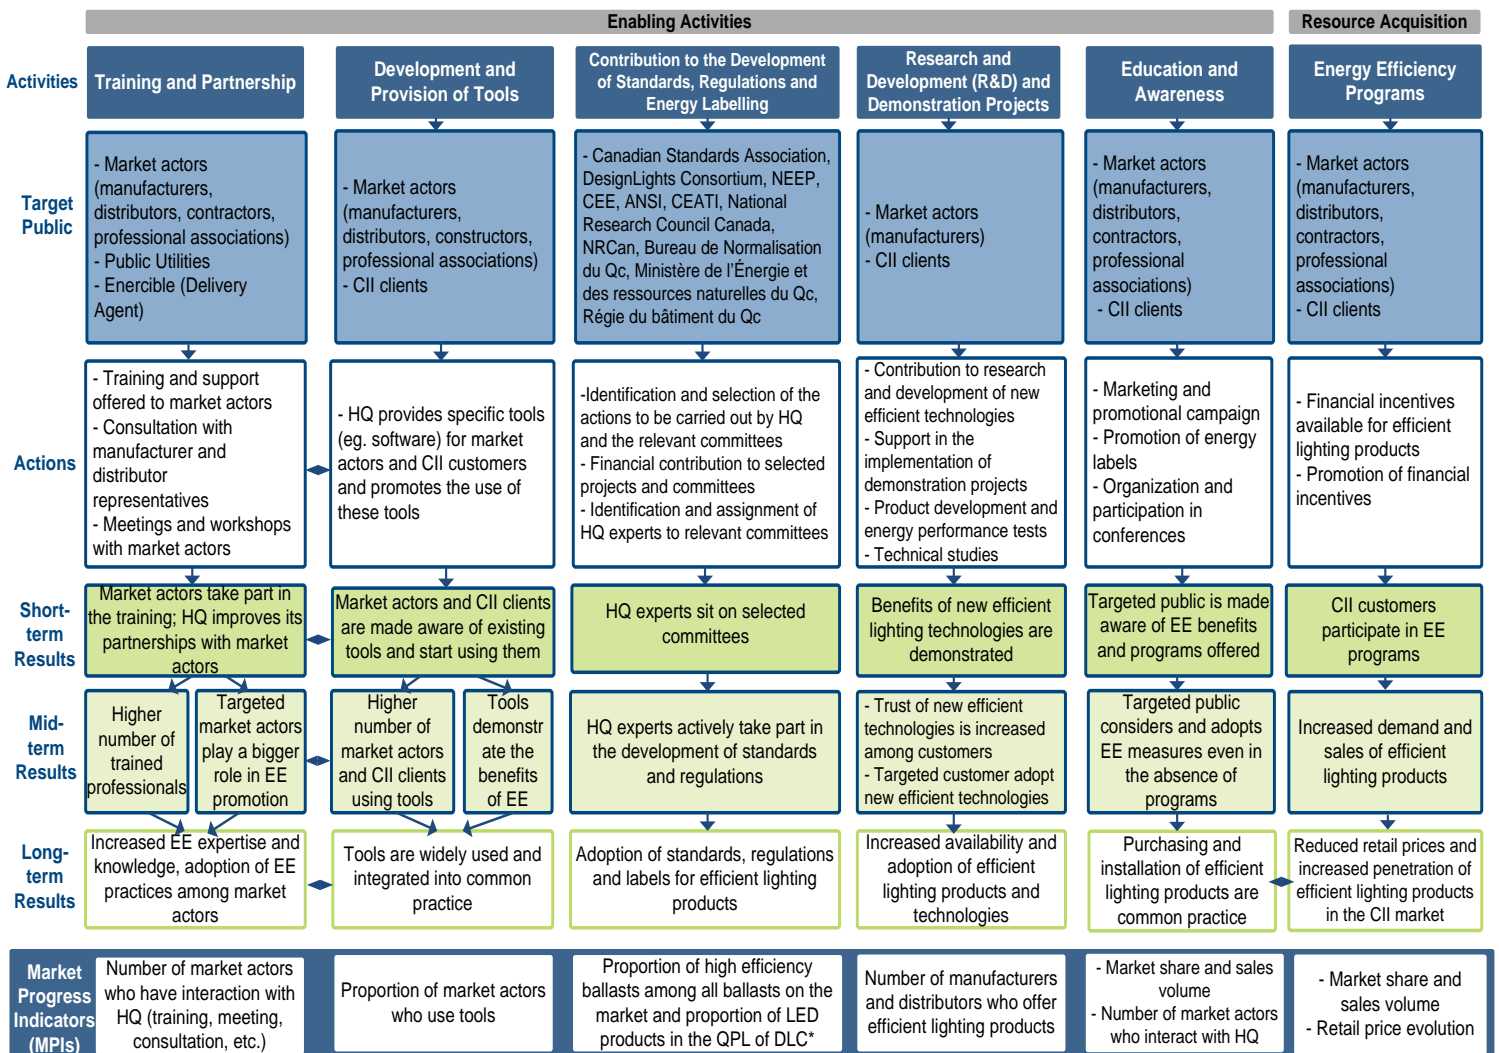 Enabling Activities
Resource Acquisition
Activities
Training and Partnership
Development and
Provision of Tools
Contribution to the Development
of Standards, Regulations and
Energy Labelling
Research and
Development (R&D) and
Demonstration Projects
Education and
Awareness
Energy Efficiency
Programs
Target
Public
- Market actors
(manufacturers,
distributors, contractors,
professional associations)
- Public Utilities
- Enercible (Delivery
Agent)
- Market actors
(manufacturers,
distributors, constructors,
professional associations)
- CII clients
- Canadian Standards Association,
DesignLights Consortium, NEEP,
CEE, ANSI, CEATI, National
Research Council Canada,
NRCan, Bureau de Normalisation
du Qc, Ministère de l'Énergie et
des ressources naturelles du Qc,
Régie du bâtiment du Qc
- Market actors
(manufacturers)
- CII clients
- Market actors
(manufacturers,
distributors,
contractors,
professional
associations)
- CII clients
- Market actors
(manufacturers,
distributors,
contractors,
professional
associations)
- CII clients
Actions
- Training and support
offered to market actors
- Consultation with
manufacturer and
distributor
representatives
- Meetings and workshops
with market actors
- HQ provides specific tools
(eg. software) for market
actors and CII customers
and promotes the use of
these tools
-Identification and selection of the
actions to be carried out by HQ
and the relevant committees
- Financial contribution to selected
projects and committees
- Identification and assignment of
HQ experts to relevant committees
- Contribution to research
and development of new
efficient technologies
- Support in the
implementation of
demonstration projects
- Product development and
energy performance tests
- Technical studies
- Marketing and
promotional campaign
- Promotion of energy
labels
- Organization and
participation in
conferences
- Financial incentives
available for efficient
lighting products
- Promotion of financial
incentives
Short-
term
Results
Market actors take part in
the training; HQ improves its
partnerships with market
actors
Market actors and CII clients
are made aware of existing
tools and start using them
HQ experts sit on selected
committees
Benefits of new efficient
lighting technologies are
demonstrated
Targeted public is made
aware of EE benefits
and programs offered
CII customers
participate in EE
programs
Mid-
term
Results
Higher
number of
trained
professionals
Targeted
market actors
play a bigger
role in EE
promotion
Higher
number of
market actors
and CII clients
using tools
Tools
demonstr
ate the
benefits
of EE
HQ experts actively take part in
the development of standards
and regulations
- Trust of new efficient
technologies is increased
among customers
- Targeted customer adopt
new efficient technologies
Targeted public
considers and adopts
EE measures even in
the absence of
programs
Increased demand and
sales of efficient
lighting products
Long-
term
Results
Increased EE expertise and
knowledge, adoption of EE
practices among market
actors
Tools are widely used and
integrated into common
practice
Adoption of standards, regulations
and labels for efficient lighting
products
Increased availability and
adoption of efficient
lighting products and
technologies
Purchasing and
installation of efficient
lighting products are
common practice
Reduced retail prices and
increased penetration of
efficient lighting products
in the CII market
Market
Progress
Indicators
(MPIs)
Number of market actors
who have interaction with
HQ (training, meeting,
consultation, etc.)
Proportion of market actors
who use tools
Proportion of high efficiency
ballasts among all ballasts on the
market and proportion of LED
products in the QPL of DLC*
Number of manufacturers
and distributors who offer
efficient lighting products
- Market share and sales
volume
- Number of market actors
who interact with HQ
- Market share and
sales volume
- Retail price evolution